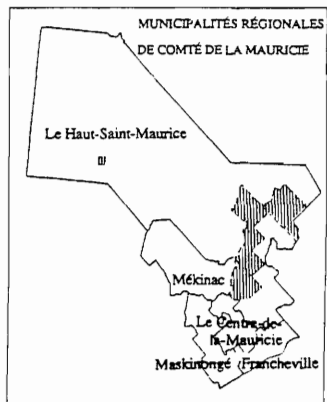 MUNICIPALITÉS RÉGIONALES
DE COMTÉ DE LA MAURICIE
Le Haut-Saint-Maurice
Mékinac
Le Centre-de-
la-Mauricie
Maskinongé
Francheville